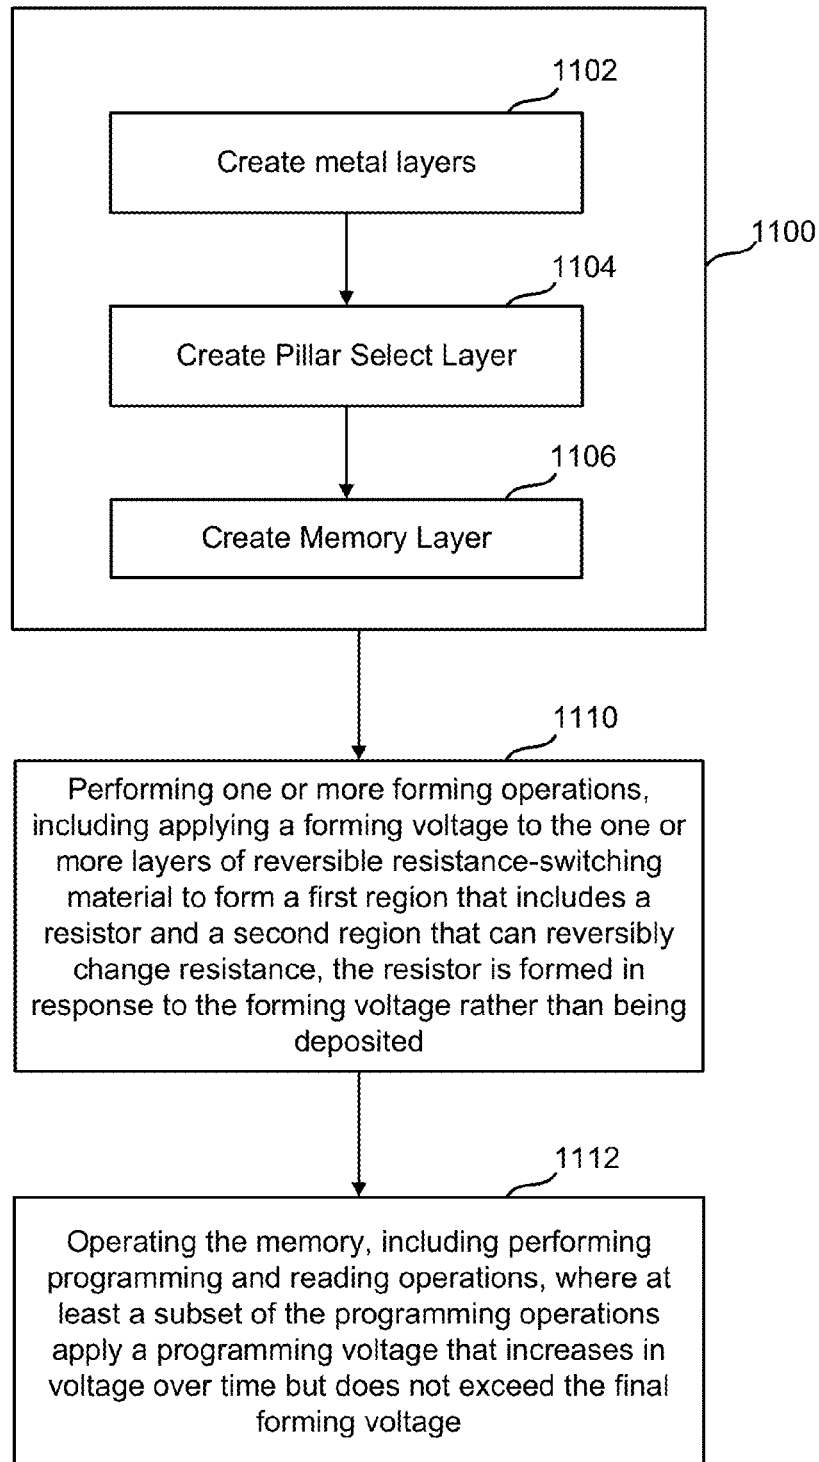 1102
Create metal layers
1100
1104
Create Pillar Select Layer
1106
Create Memory Layer
1110
Performing one or more forming operations,
including applying a forming voltage to the one or
more layers of reversible resistance-switching
material to form a first region that includes a
resistor and a second region that can reversibly
change resistance, the resistor is formed in
response to the forming voltage rather than being
deposited
1112
Operating the memory, including performing
programming and reading operations, where at
least a subset of the programming operations
apply a programming voltage that increases in
voltage over time but does not exceed the final
forming voltage